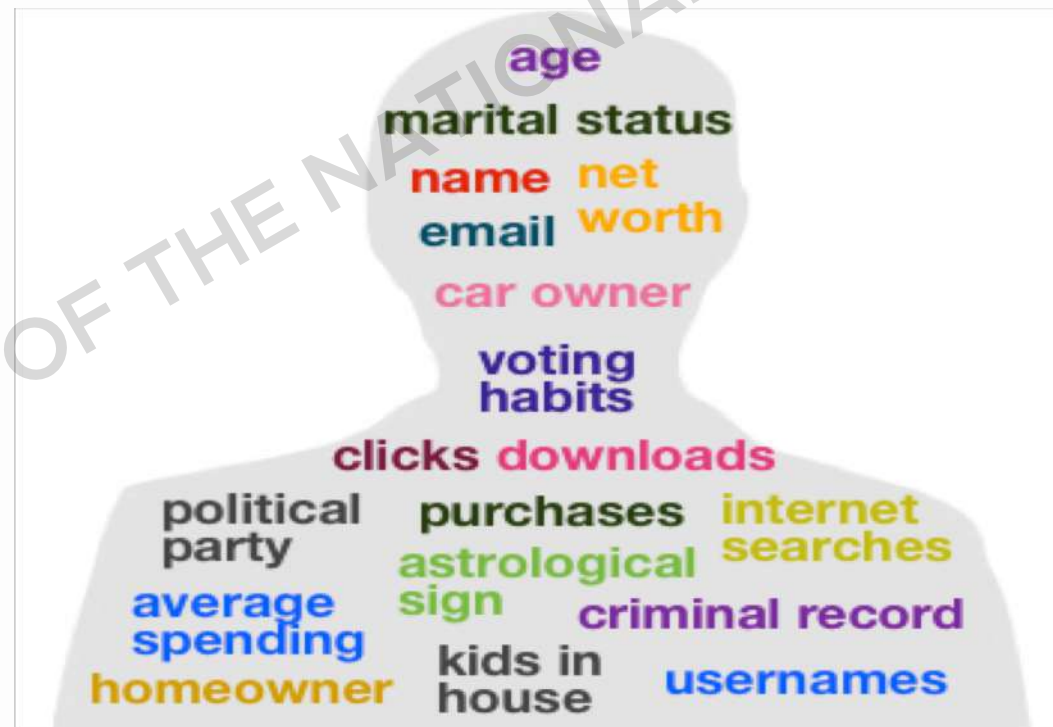 OF THE NATIONA
age
marital status
name net
email worth
car owner
voting
habits
clicks downloads
political purchases internet
party astrological searches
average sign criminal record
spending kids in
homeowner house usernames